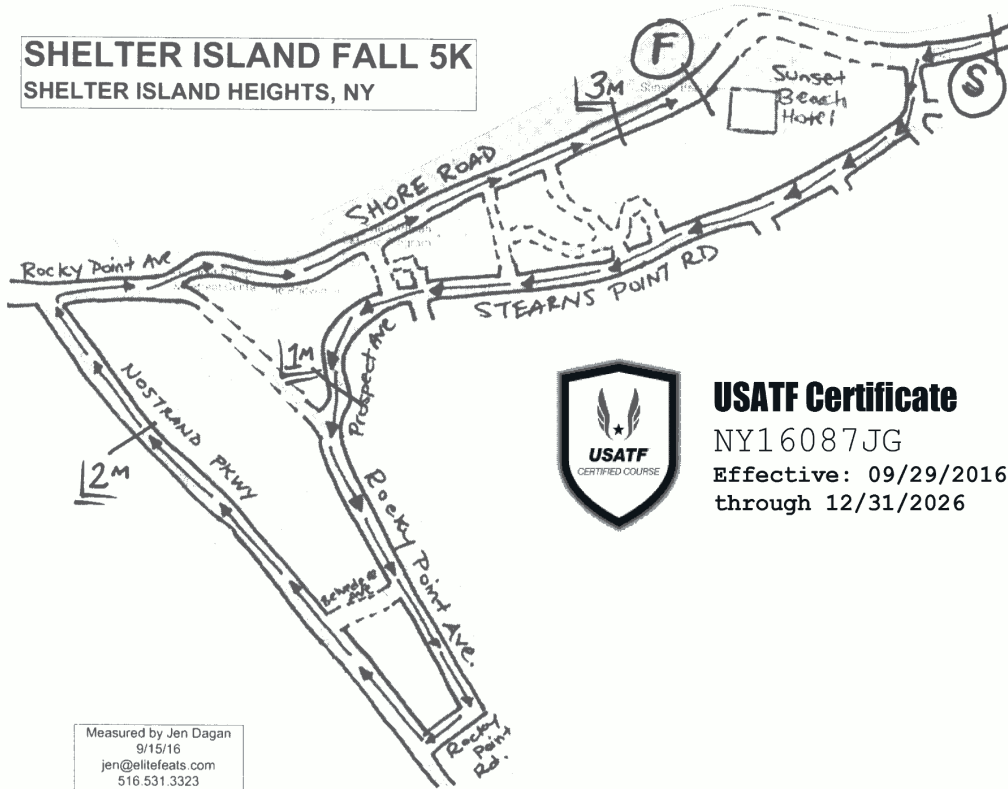 SHELTER ISLAND FALL 5K
SHELTER ISLAND HEIGHTS, NY
F
S
3M
Sunset
Beach
Hotel
SHORE ROAD
Rocky Point Ave
STEARNS POINT RD
1M
Prospect Ave
NOSTRAND PKWY
2M
Rocky Point Ave.
Belvedere
Ave
Rocky
Point
Rd.
USATF
CERTIFIED COURSE
USATF Certificate
NY16087JG
Effective: 09/29/2016
through 12/31/2026
Measured by Jen Dagan
9/15/16
jen@elitefeats.com
516.531.3323